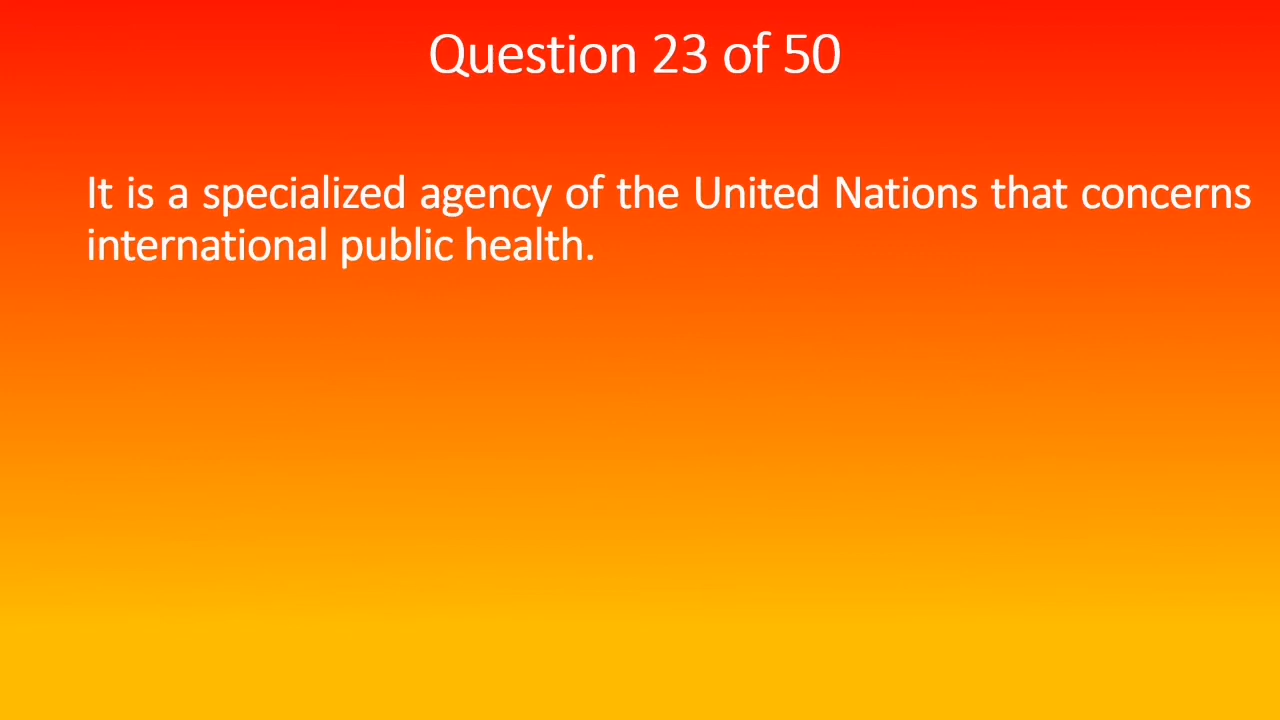 Question 23 of 50
It is a specialized agency of the United Nations that concerns
international public health.